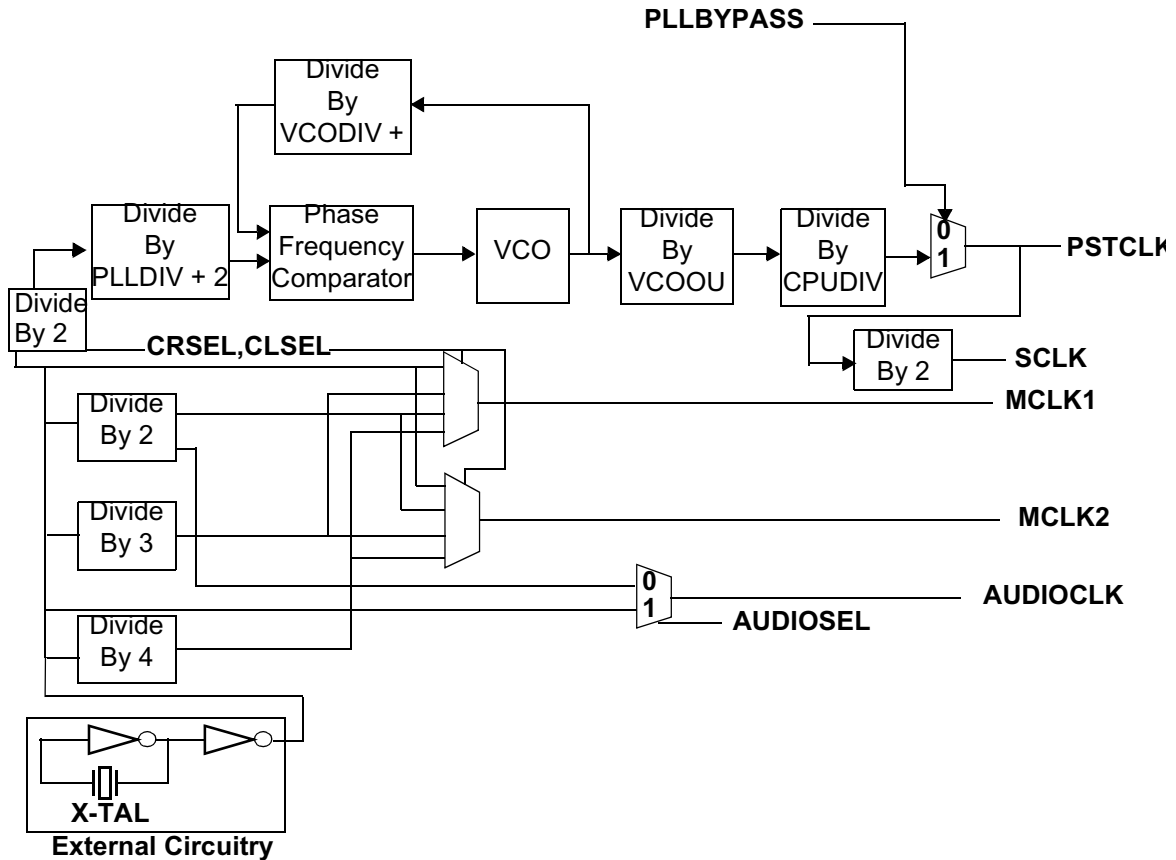 PLLBYPASS
Divide
By
VCODIV +
Divide
By
PLLDIV + 2
Phase
Frequency
Comparator
VCO
Divide
By
VCOOU
Divide
By
CPUDIV
0
1
PSTCLK
Divide
By 2
CRSEL,CLSEL
Divide
By 2
SCLK
MCLK1
Divide
By 2
Divide
By 3
MCLK2
0
1
AUDIOCLK
AUDIOSEL
Divide
By 4
X-TAL
External Circuitry